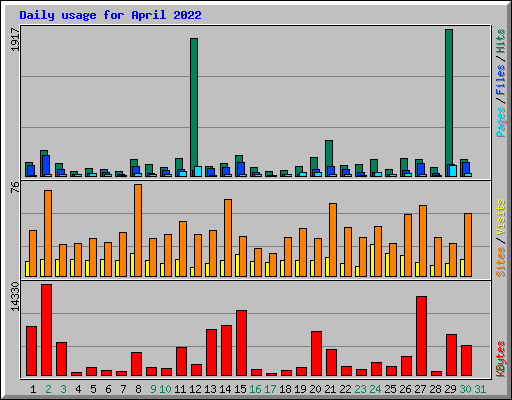 Daily usage for April 2022
1917
Pages / Files / Hits
76
Sites / Visits
14330
KBytes
1 2 3 4 5 6 7 8 9 10 11 12 13 14 15 16 17 18 19 20 21 22 23 24 25 26 27 28 29 30 31